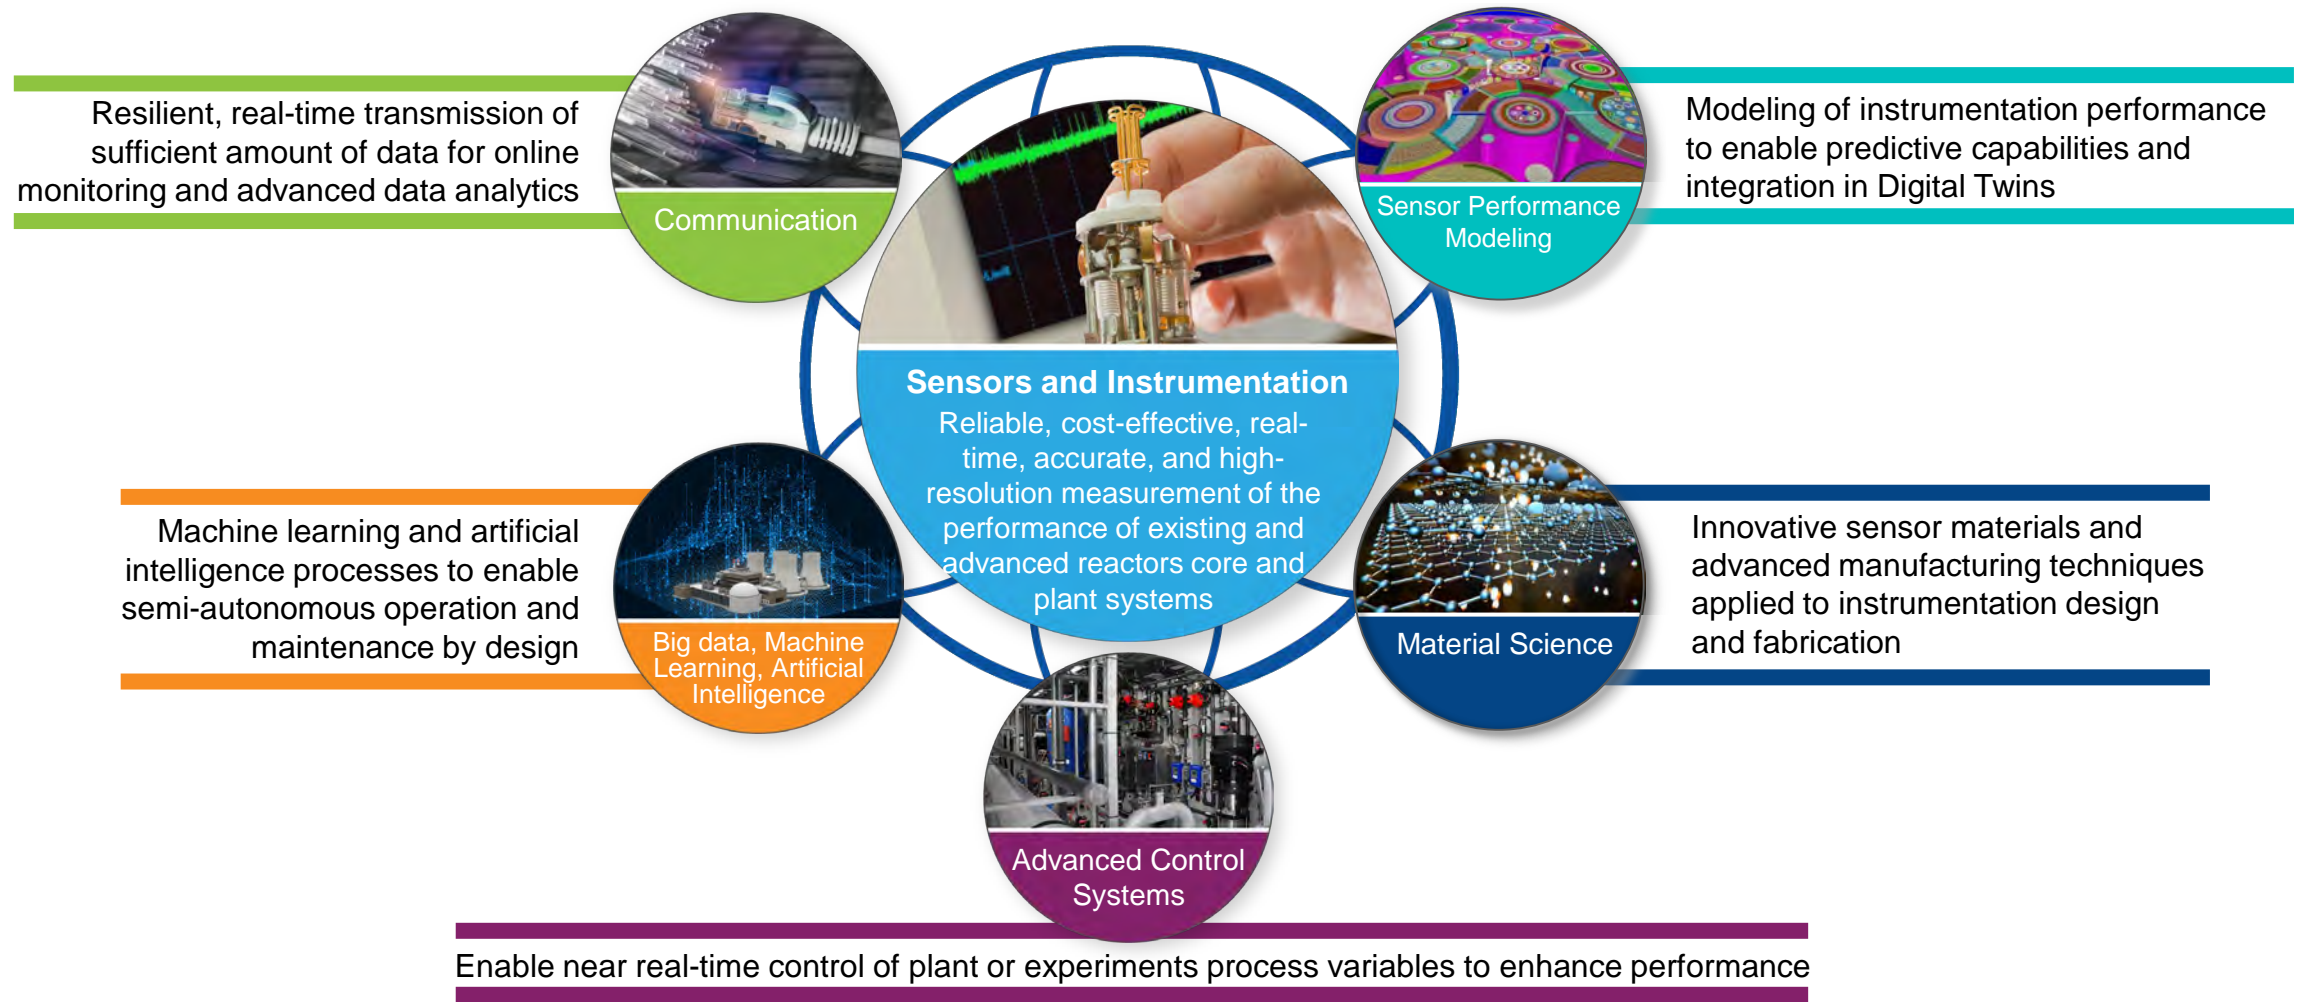 Resilient, real-time transmission of
sufficient amount of data for online
monitoring and advanced data analytics
Communication
Sensor Performance
Modeling
Modeling of instrumentation performance
to enable predictive capabilities and
integration in Digital Twins
Sensors and Instrumentation
Reliable, cost-effective, real-
time, accurate, and high-
resolution measurement of the
performance of existing and
advanced reactors core and
plant systems
Machine learning and artificial
intelligence processes to enable
semi-autonomous operation and
maintenance by design
Big data, Machine
Learning, Artificial
Intelligence
Material Science
Innovative sensor materials and
advanced manufacturing techniques
applied to instrumentation design
and fabrication
Advanced Control
Systems
Enable near real-time control of plant or experiments process variables to enhance performance